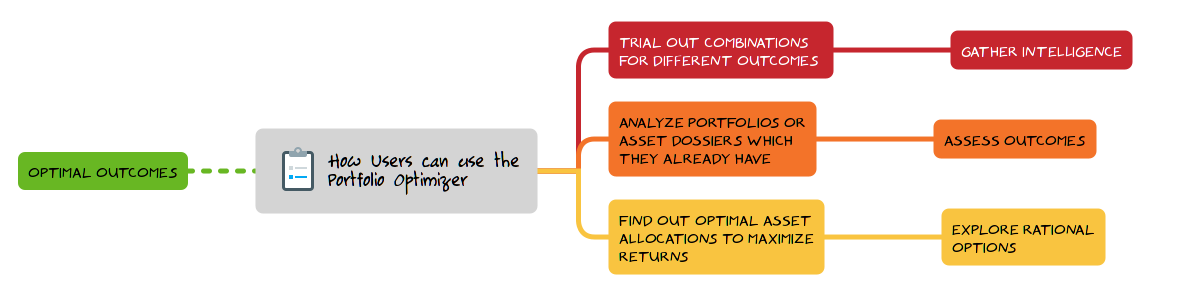 OPTIMAL OUTCOMES
How Users can use the
Portfolio Optimizer
TRIAL OUT COMBINATIONS
FOR DIFFERENT OUTCOMES
GATHER INTELLIGENCE
ANALYZE PORTFOLIOS OR
ASSET DOSSIERS WHICH
THEY ALREADY HAVE
ASSESS OUTCOMES
FIND OUT OPTIMAL ASSET
ALLOCATIONS TO MAXIMIZE
RETURNS
EXPLORE RATIONAL
OPTIONS